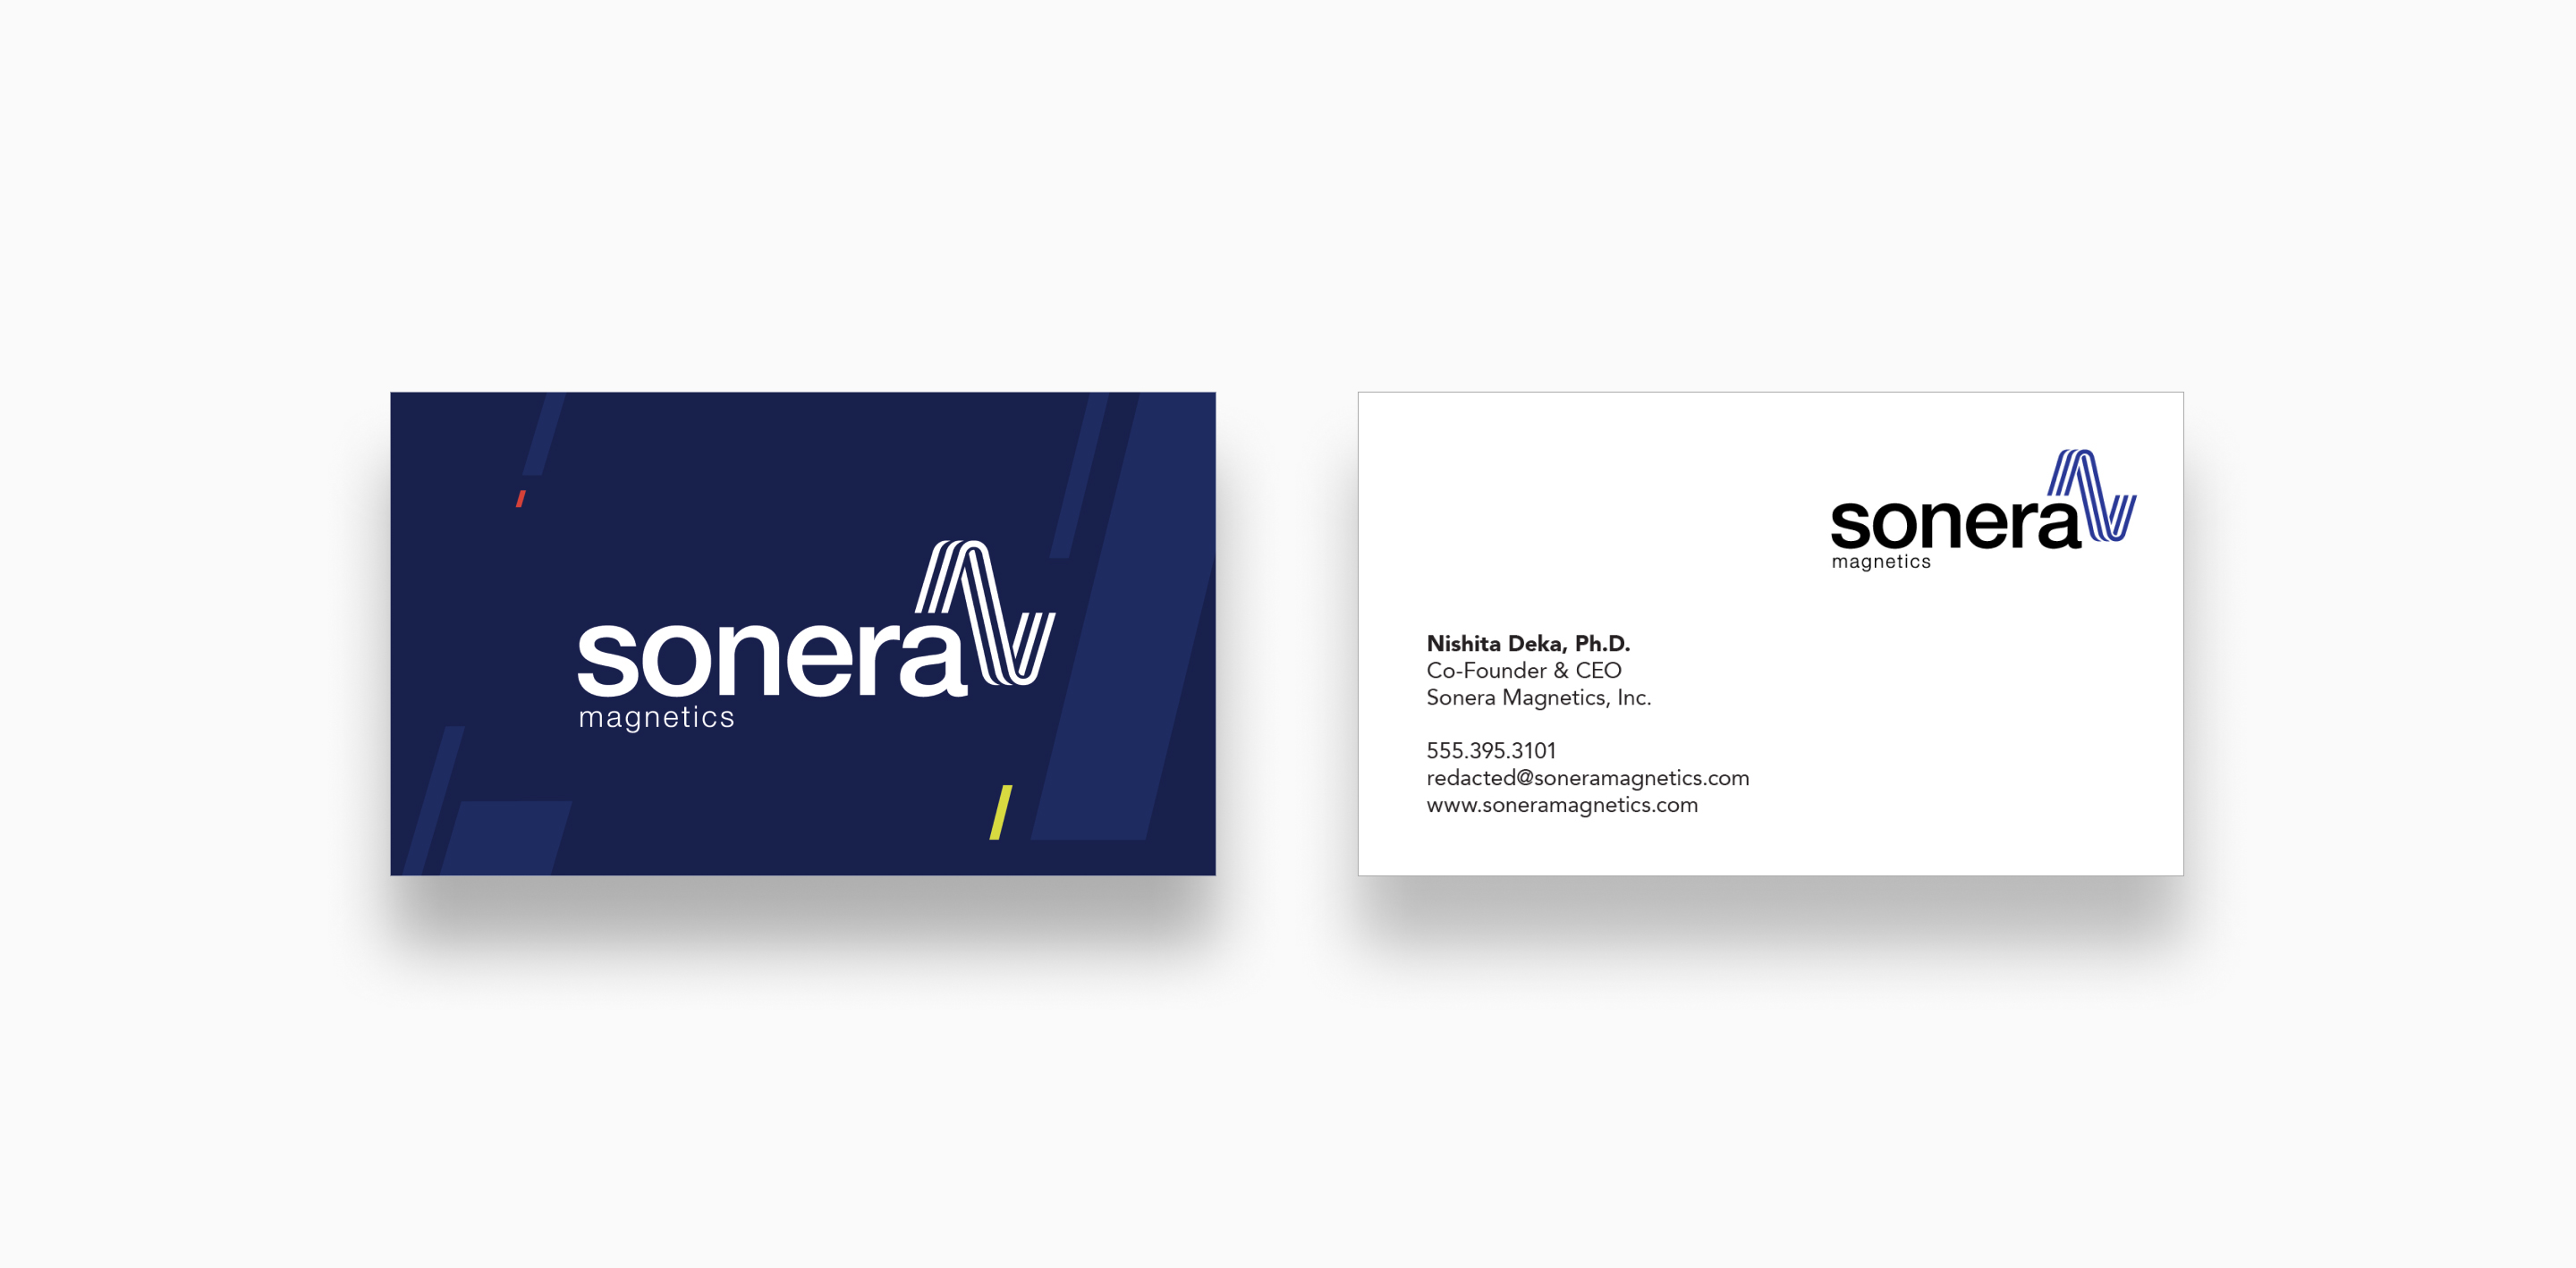 sonera
magnetics
sonera
magnetics
Nishita Deka, Ph.D.
Co-Founder & CEO
Sonera Magnetics, Inc.
555.395.3101
redacted@soneramagnetics.com
www.soneramagnetics.com